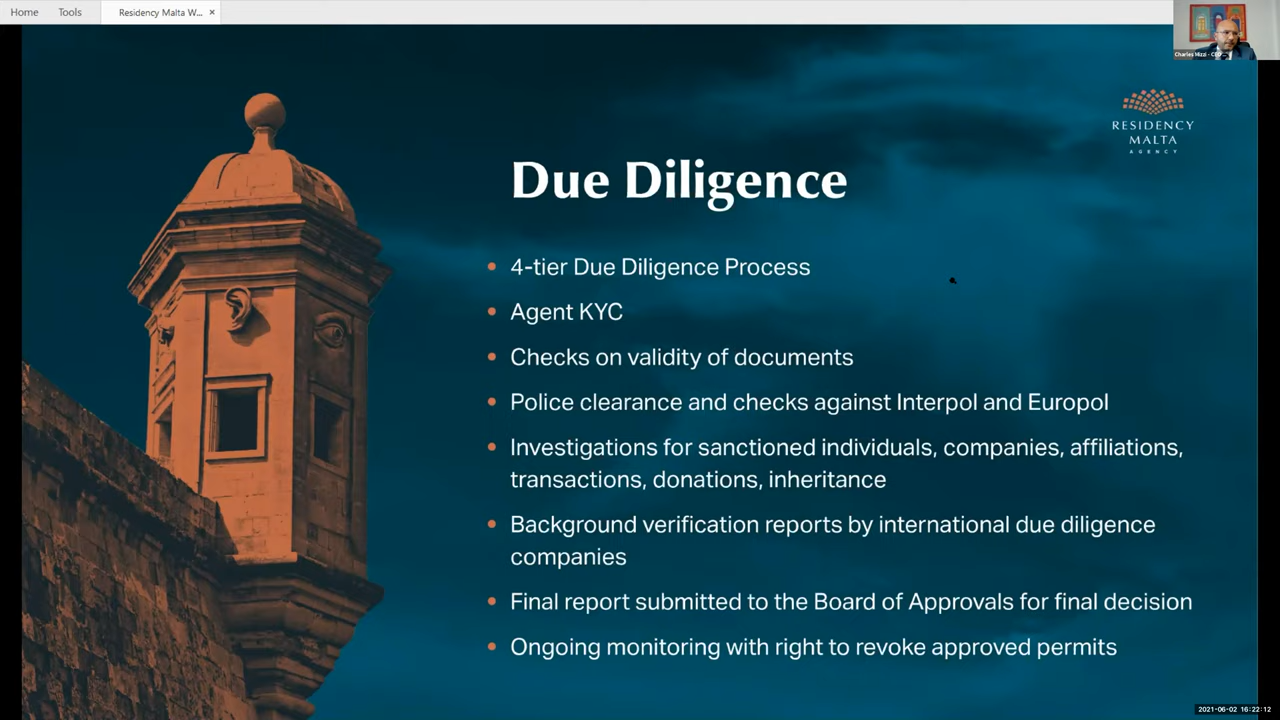 Home Tools Residency Malta W... ×
Charles Mizzi - CEO
RESIDENCY
MALTA
AGENCY
Due Diligence
• 4-tier Due Diligence Process
• Agent KYC
• Checks on validity of documents
• Police clearance and checks against Interpol and Europol
• Investigations for sanctioned individuals, companies, affiliations,
transactions, donations, inheritance
• Background verification reports by international due diligence
companies
• Final report submitted to the Board of Approvals for final decision
• Ongoing monitoring with right to revoke approved permits
2021-06-02 16:22:12